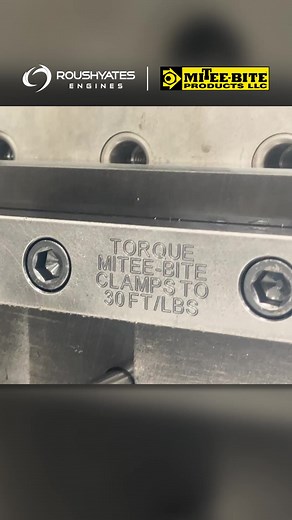 ROUSHYATES
ENGINES
MITEE-BITE
PRODUCTS LLC
TORQUE
MITEE-BITE
CLAMPS TO
30 FT/LBS